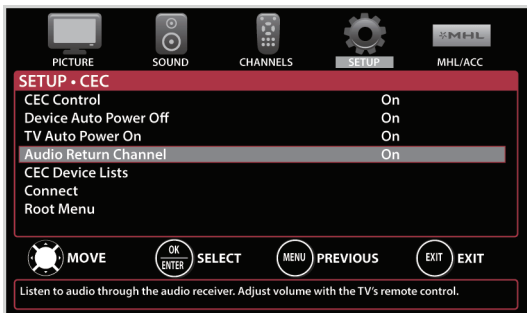 PICTURE SOUND CHANNELS SETUP MHL/ACC
MHL
SETUP • CEC
CEC Control On
Device Auto Power Off On
TV Auto Power On On
Audio Return Channel On
CEC Device Lists
Connect
Root Menu
MOVE OK ENTER SELECT MENU PREVIOUS EXIT EXIT
Listen to audio through the audio receiver. Adjust volume with the TV's remote control.